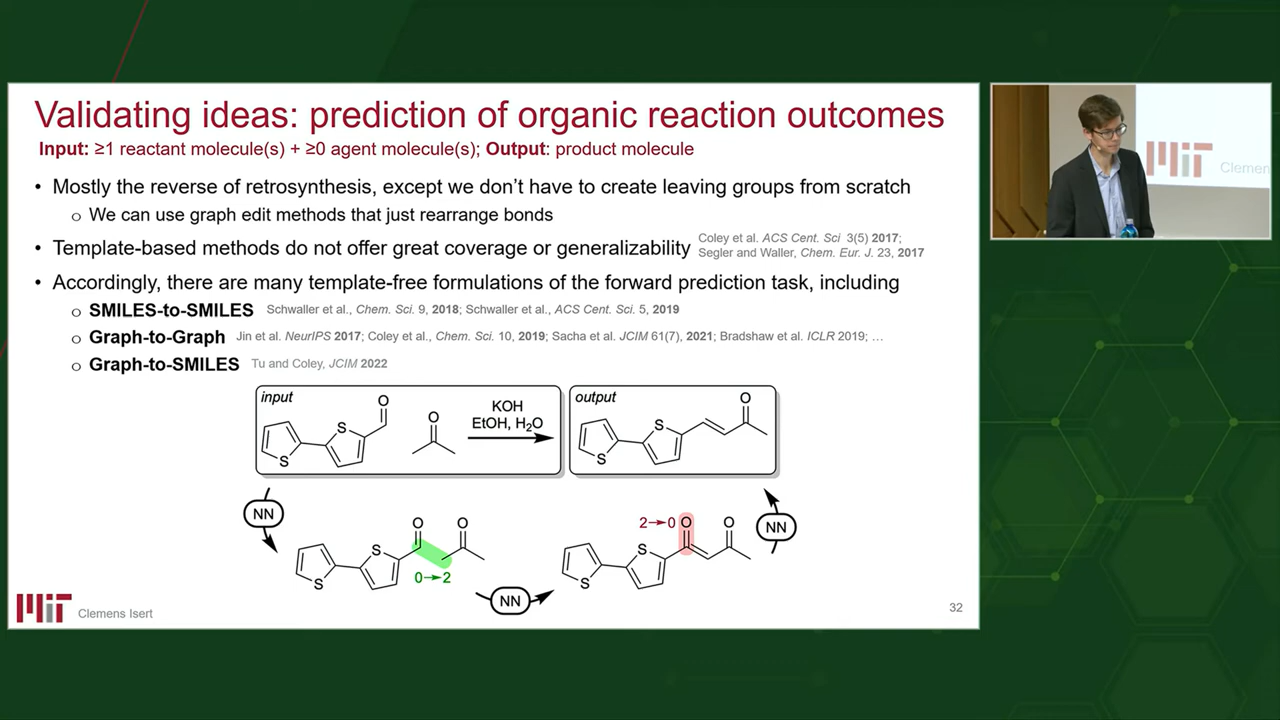 Validating ideas: prediction of organic reaction outcomes
Input: ≥1 reactant molecule(s) + ≥0 agent molecule(s); Output: product molecule
• Mostly the reverse of retrosynthesis, except we don't have to create leaving groups from scratch
o We can use graph edit methods that just rearrange bonds
• Template-based methods do not offer great coverage or generalizability
Coley et al. ACS Cent. Sci 3(5) 2017;
Segler and Waller, Chem. Eur. J. 23, 2017
• Accordingly, there are many template-free formulations of the forward prediction task, including
o SMILES-to-SMILES Schwaller et al., Chem. Sci. 9, 2018; Schwaller et al., ACS Cent. Sci. 5, 2019
o Graph-to-Graph Jin et al. NeurIPS 2017; Coley et al., Chem. Sci. 10, 2019; Sacha et al. JCIM 61(7), 2021; Bradshaw et al. ICLR 2019; …
o Graph-to-SMILES Tu and Coley, JCIM 2022
input
O
S
S
O
KOH
EtOH, H₂O
output
O
S
S
NN
O
O
S
S
0→2
NN
2→0
O
O
S
S
NN
MIT
Clemens Isert
32
MIT
Clemens